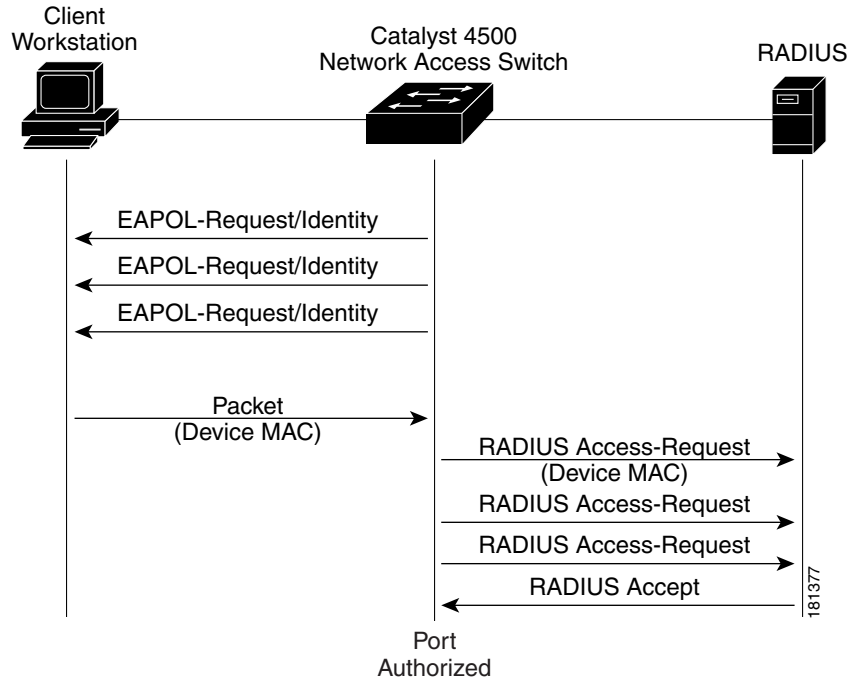 Client
Workstation
Catalyst 4500
Network Access Switch
RADIUS
EAPOL-Request/Identity
EAPOL-Request/Identity
EAPOL-Request/Identity
Packet
(Device MAC)
RADIUS Access-Request
(Device MAC)
RADIUS Access-Request
RADIUS Access-Request
RADIUS Accept
181377
Port
Authorized